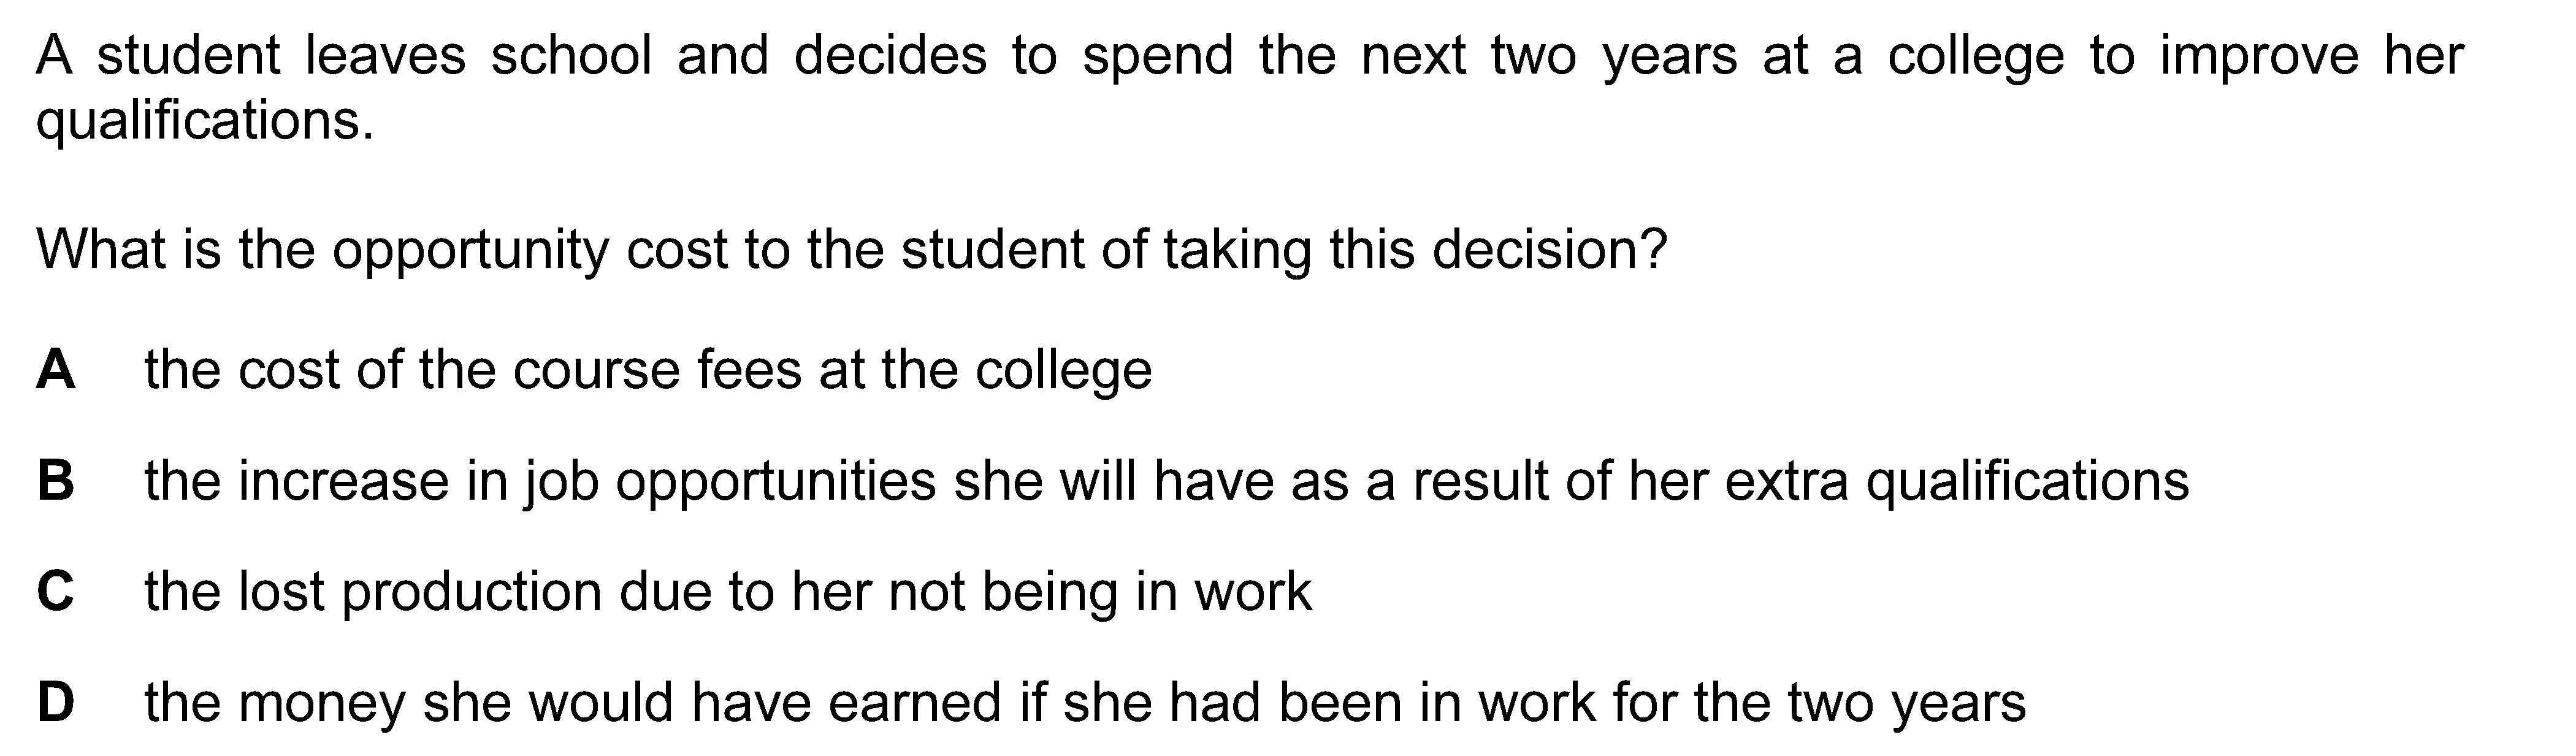 A student leaves school and decides to spend the next two years at a college to improve her
qualifications.
What is the opportunity cost to the student of taking this decision?
A the cost of the course fees at the college
B the increase in job opportunities she will have as a result of her extra qualifications
C the lost production due to her not being in work
D the money she would have earned if she had been in work for the two years